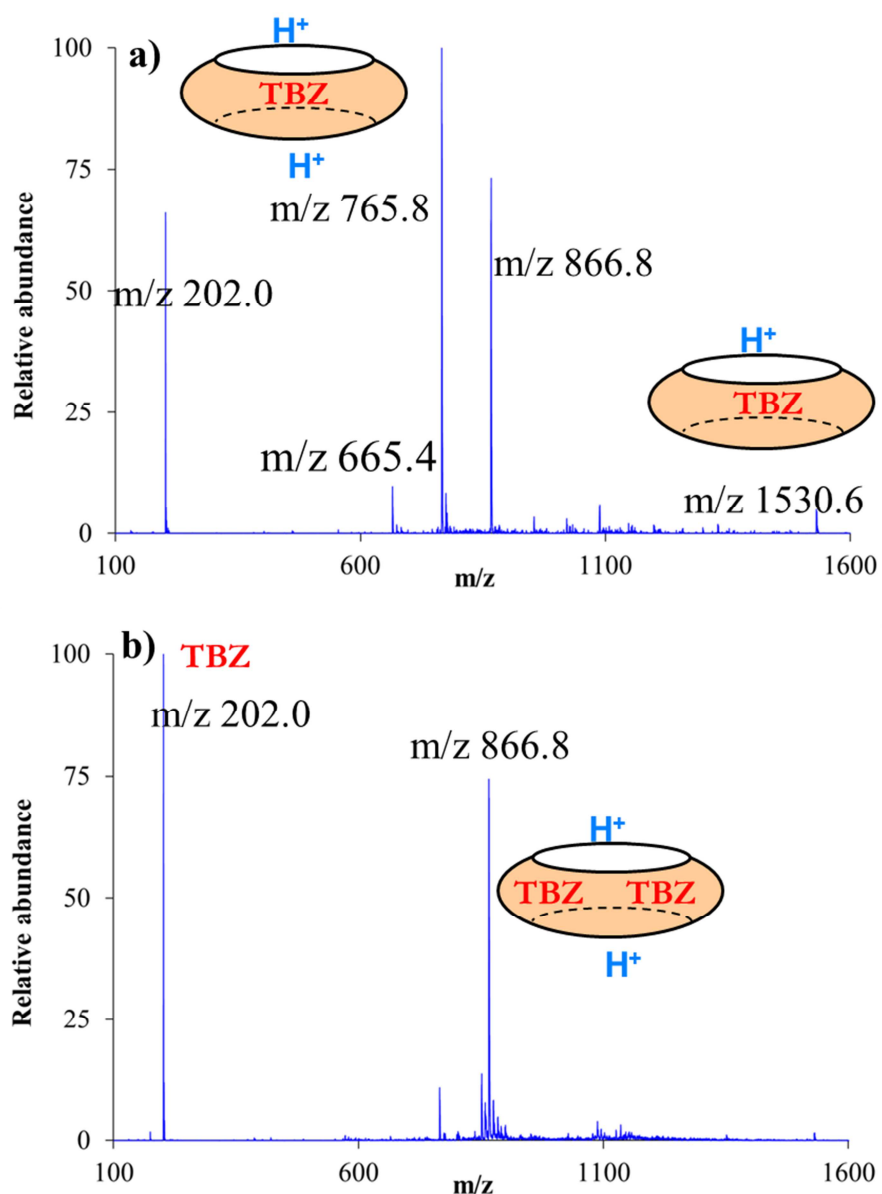 a)
H⁺
TBZ
H⁺
100
75
50
25
0
Relative abundance
m/z 765.8
m/z 866.8
m/z 202.0
m/z 665.4
H⁺
TBZ
m/z 1530.6
100 600 1100 1600
m/z
b)
TBZ
100
75
50
25
0
Relative abundance
m/z 202.0
m/z 866.8
H⁺
TBZ TBZ
H⁺
100 600 1100 1600
m/z